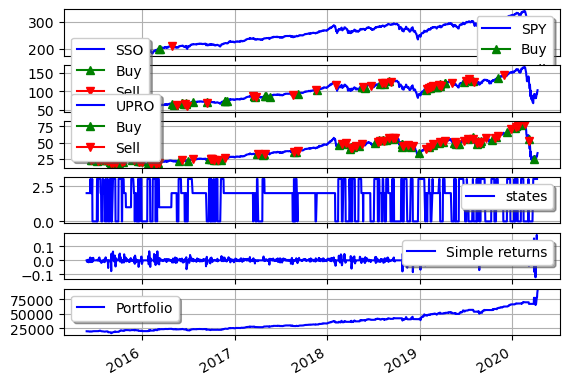 300
200
SPY
Buy
SSO
Buy
Sell
150
100
50
UPRO
Buy
Sell
75
50
25
2.5
0.0
states
0.1
0.0
−0.1
Simple returns
75000
50000
25000
Portfolio
2016 2017 2018 2019 2020